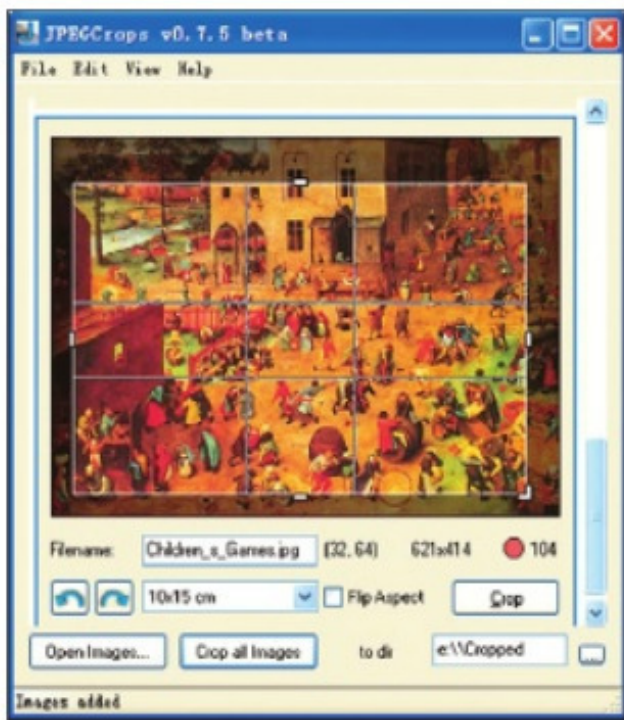 JPEGCrops v0.7.5 beta
File Edit View Help
Filename: Children_s_Games.jpg (32, 64) 621x414 104
10x15 cm Flip Aspect Crop
Open Images... Crop all Images to dir e:\\Cropped ...
Images added